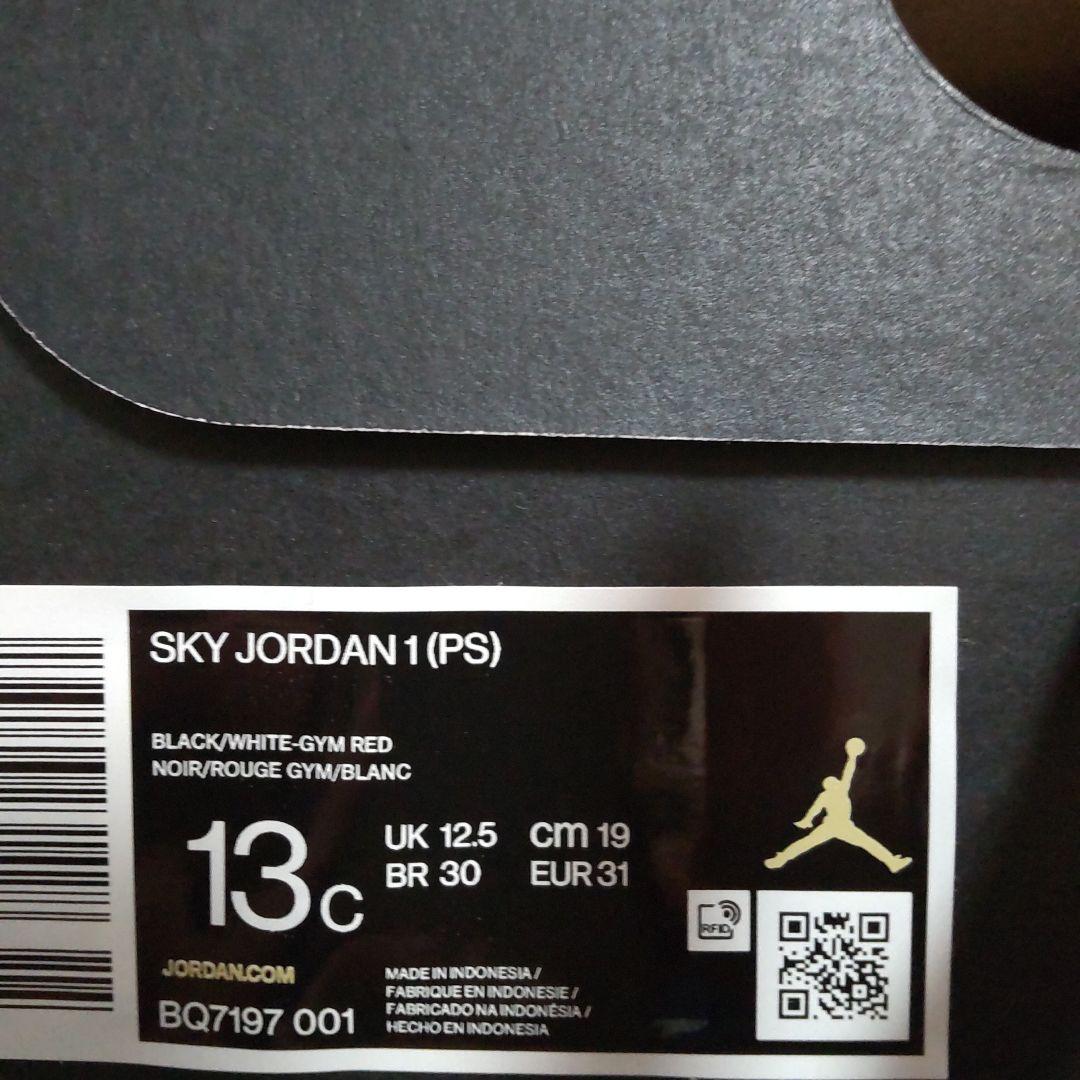 SKY JORDAN 1 (PS)
BLACK/WHITE-GYM RED
NOIR/ROUGE GYM/BLANC
13C
UK 12.5 cm 19
BR 30 EUR 31
RFID
JORDAN.COM
BQ7197 001
MADE IN INDONESIA /
FABRIQUE EN INDONESIE /
FABRICADO NA INDONÉSIA /
HECHO EN INDONESIA